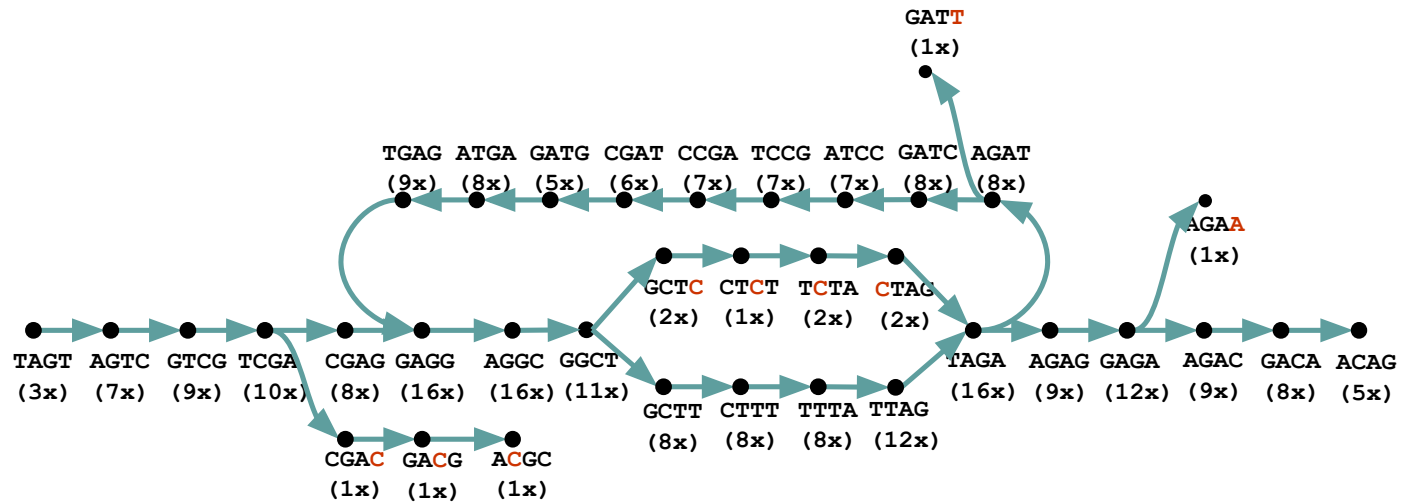 GATT
(1x)
TGAG ATGA GATG CGAT CCGA TCCG ATCC GATC AGAT
(9x) (8x) (5x) (6x) (7x) (7x) (7x) (8x) (8x)
AGAA
(1x)
GCTC CTCT TCTA CTAG
(2x) (1x) (2x) (2x)
TAGT AGTC GTCG TCGA CGAG GAGG AGGC GGCT TAGA AGAG GAGA AGAC GACA ACAG
(3x) (7x) (9x) (10x) (8x) (16x) (16x) (11x) (16x) (9x) (12x) (9x) (8x) (5x)
GCTT CTTT TTTA TTAG
(8x) (8x) (8x) (12x)
CGAC GACG ACGC
(1x) (1x) (1x)